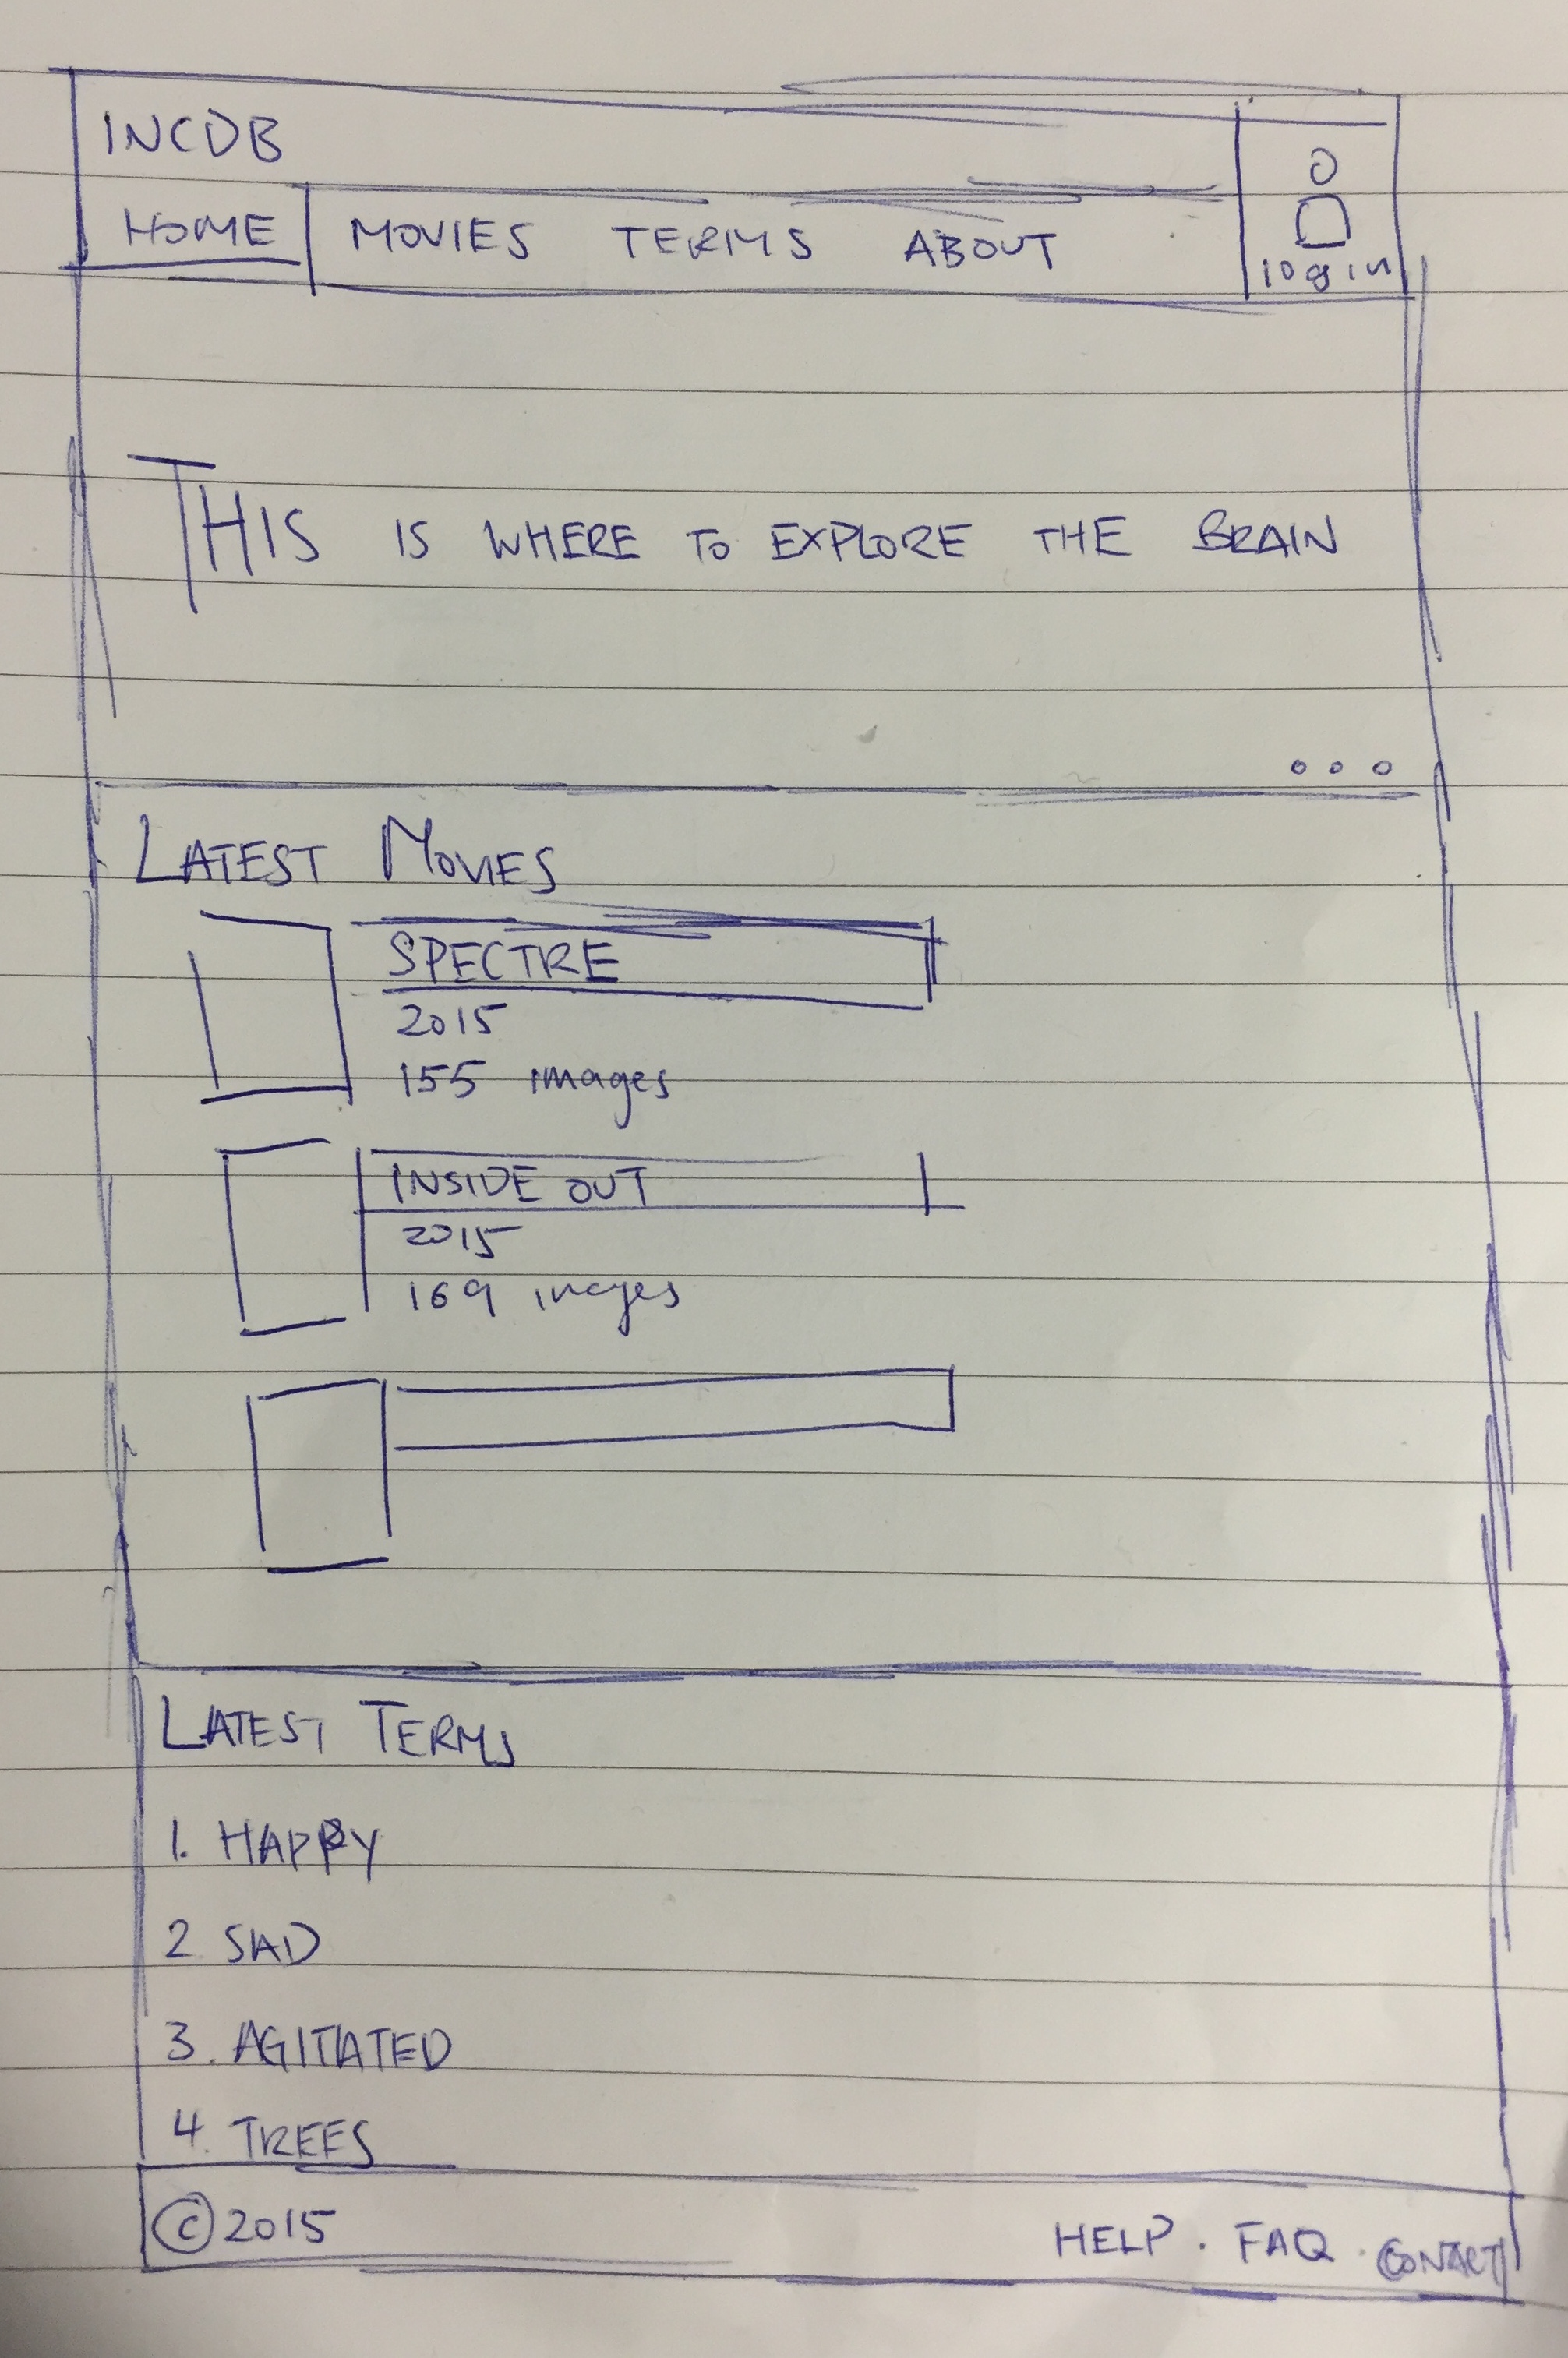 INCDB
HOME MOVIES TERMS ABOUT
login
THIS IS WHERE TO EXPLORE THE BRAIN
LATEST MOVIES
SPECTRE
2015
155 images
INSIDE OUT
2015
169 images
LATEST TERMS
1. HAPPY
2 SAD
3. AGITATED
4. TREES
© 2015
HELP · FAQ · CONTACT